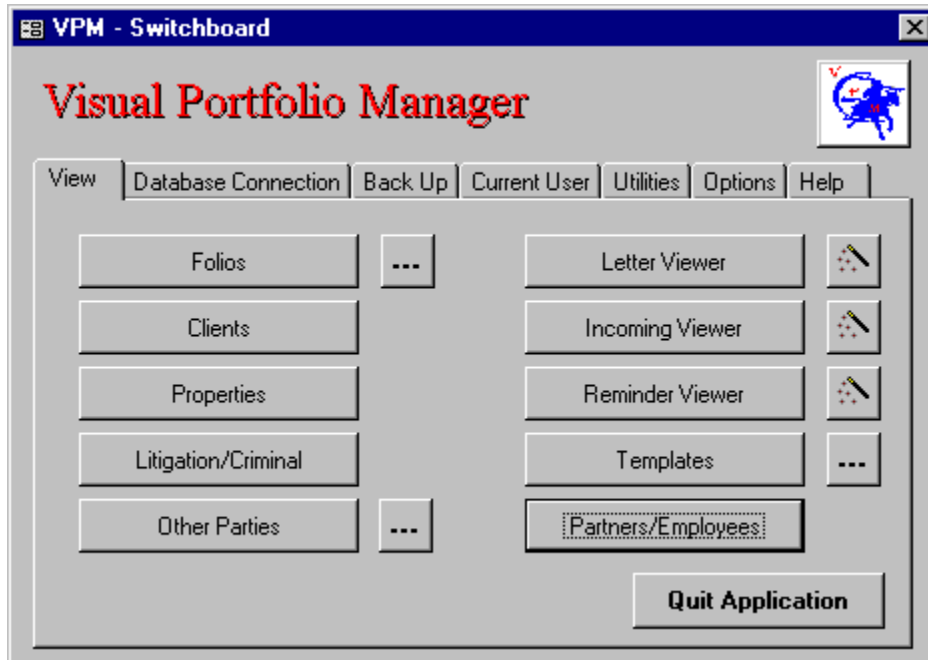 VPM - Switchboard
Visual Portfolio Manager
V P M
View Database Connection Back Up Current User Utilities Options Help
Folios --- Letter Viewer
Clients Incoming Viewer
Properties Reminder Viewer
Litigation/Criminal Templates ---
Other Parties --- Partners/Employees
Quit Application